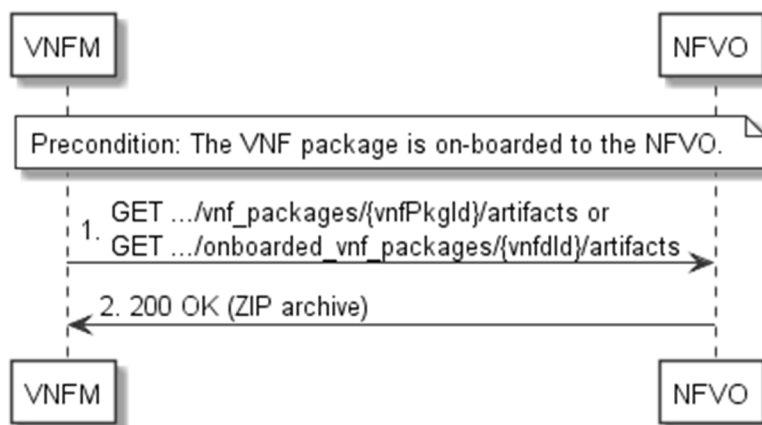 VNFM NFVO
Precondition: The VNF package is on-boarded to the NFVO.
1. GET .../vnf_packages/{vnfPkgId}/artifacts or
GET .../onboarded_vnf_packages/{vnfdId}/artifacts
2. 200 OK (ZIP archive)
VNFM NFVO